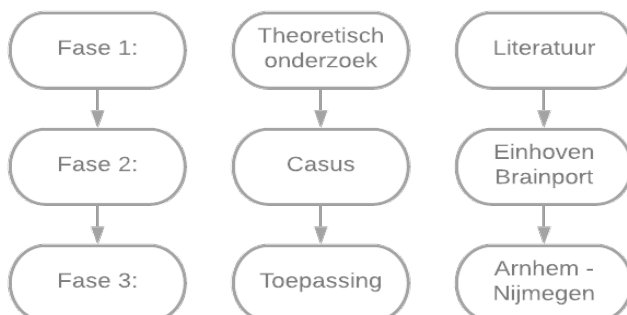 Fase 1:
Theoretisch
onderzoek
Literatuur
Fase 2:
Casus
Einhoven
Brainport
Fase 3:
Toepassing
Arnhem -
Nijmegen